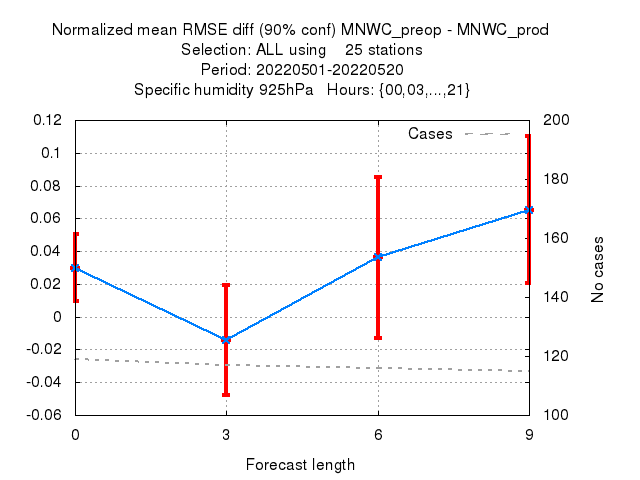 Normalized mean RMSE diff (90% conf) MNWC_preop - MNWC_prod
Selection: ALL using    25 stations
Period: 20220501-20220520
Specific humidity 925hPa   Hours: {00,03,...,21}
Cases
0.12
0.1
0.08
0.06
0.04
0.02
0
-0.02
-0.04
-0.06
200
180
160
140
120
100
No cases
0 3 6 9
Forecast length